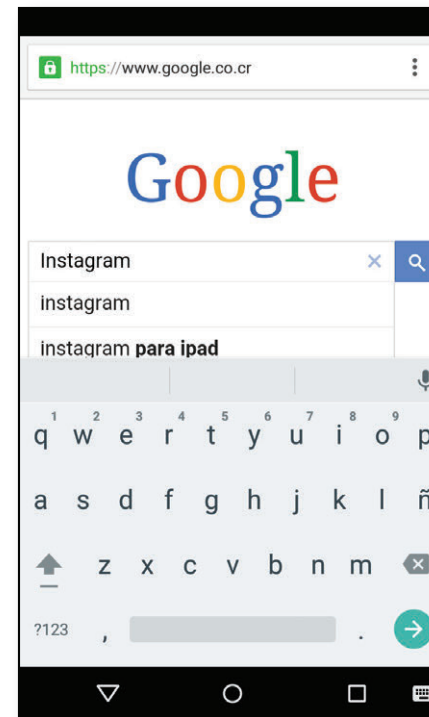 https://www.google.co.cr
Google
Instagram
instagram
instagram para ipad
1 2 3 4 5 6 7 8 9
q w e r t y u i o p
a s d f g h j k l ñ
z x c v b n m
?123 , .